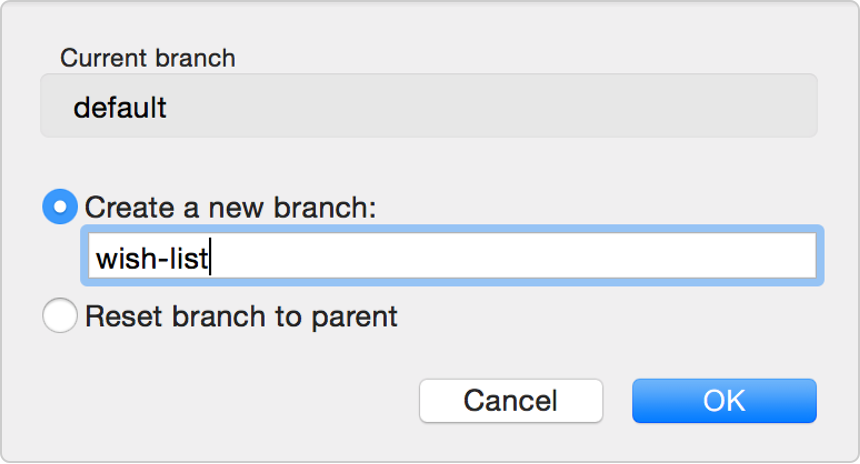 Current branch
default
Create a new branch:
wish-list
Reset branch to parent
Cancel OK